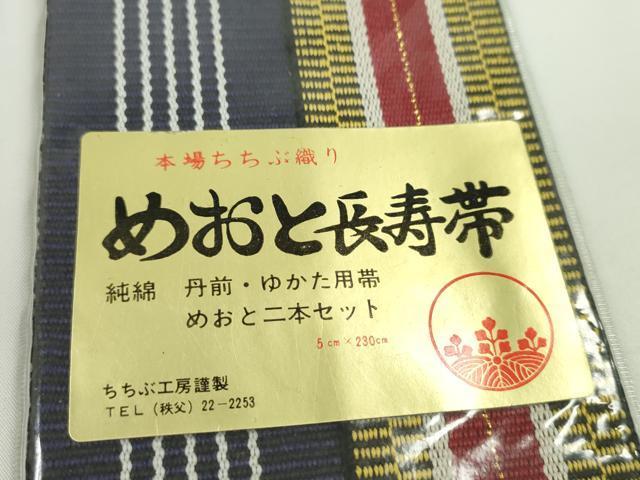 本場ちちぶ織り
めおと長寿帯
純綿 丹前・ゆかた用帯
めおと二本セット
5cm×230cm
ちちぶ工房謹製
TEL(秩父)22-2253